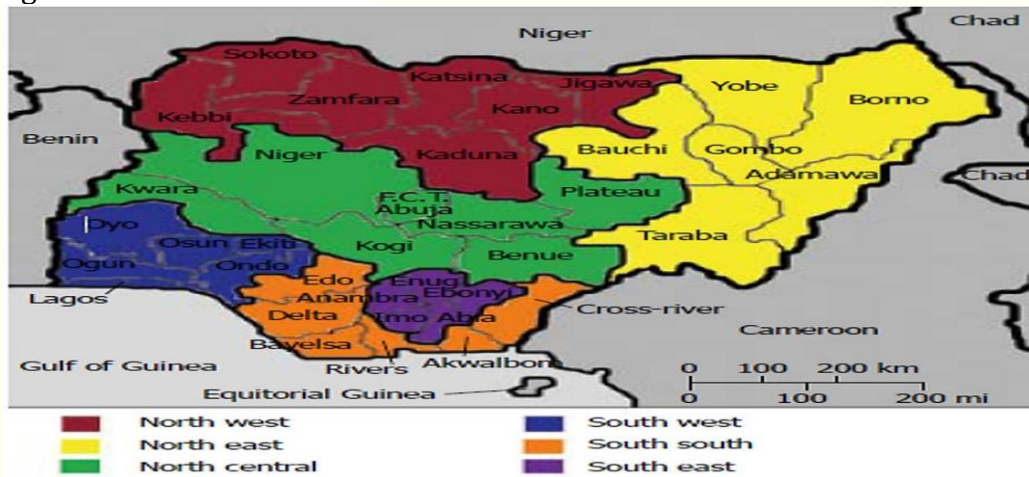 Chad
Niger
Sokoto
Katsina
Jigawa
Yobe
Borno
Zamfara
Kano
Kebbi
Benin
Bauchi
Gombo
Niger
Kaduna
Adamawa
Chad
Kwara
Plateau
F.C.T.
Abuja
Nassarawa
Oyo
Taraba
Osun Ekiti
Kogi
Benue
Ogun
Ondo
Edo
Enug
Lagos
Anambra
Ebonyi
Delta
Imo Abia
Cross-river
Bayelsa
Cameroon
Gulf of Guinea
Rivers
Akwalbon
0 100 200 km
Equitorial Guinea
0 100 200 mi
North west
South west
North east
South south
North central
South east